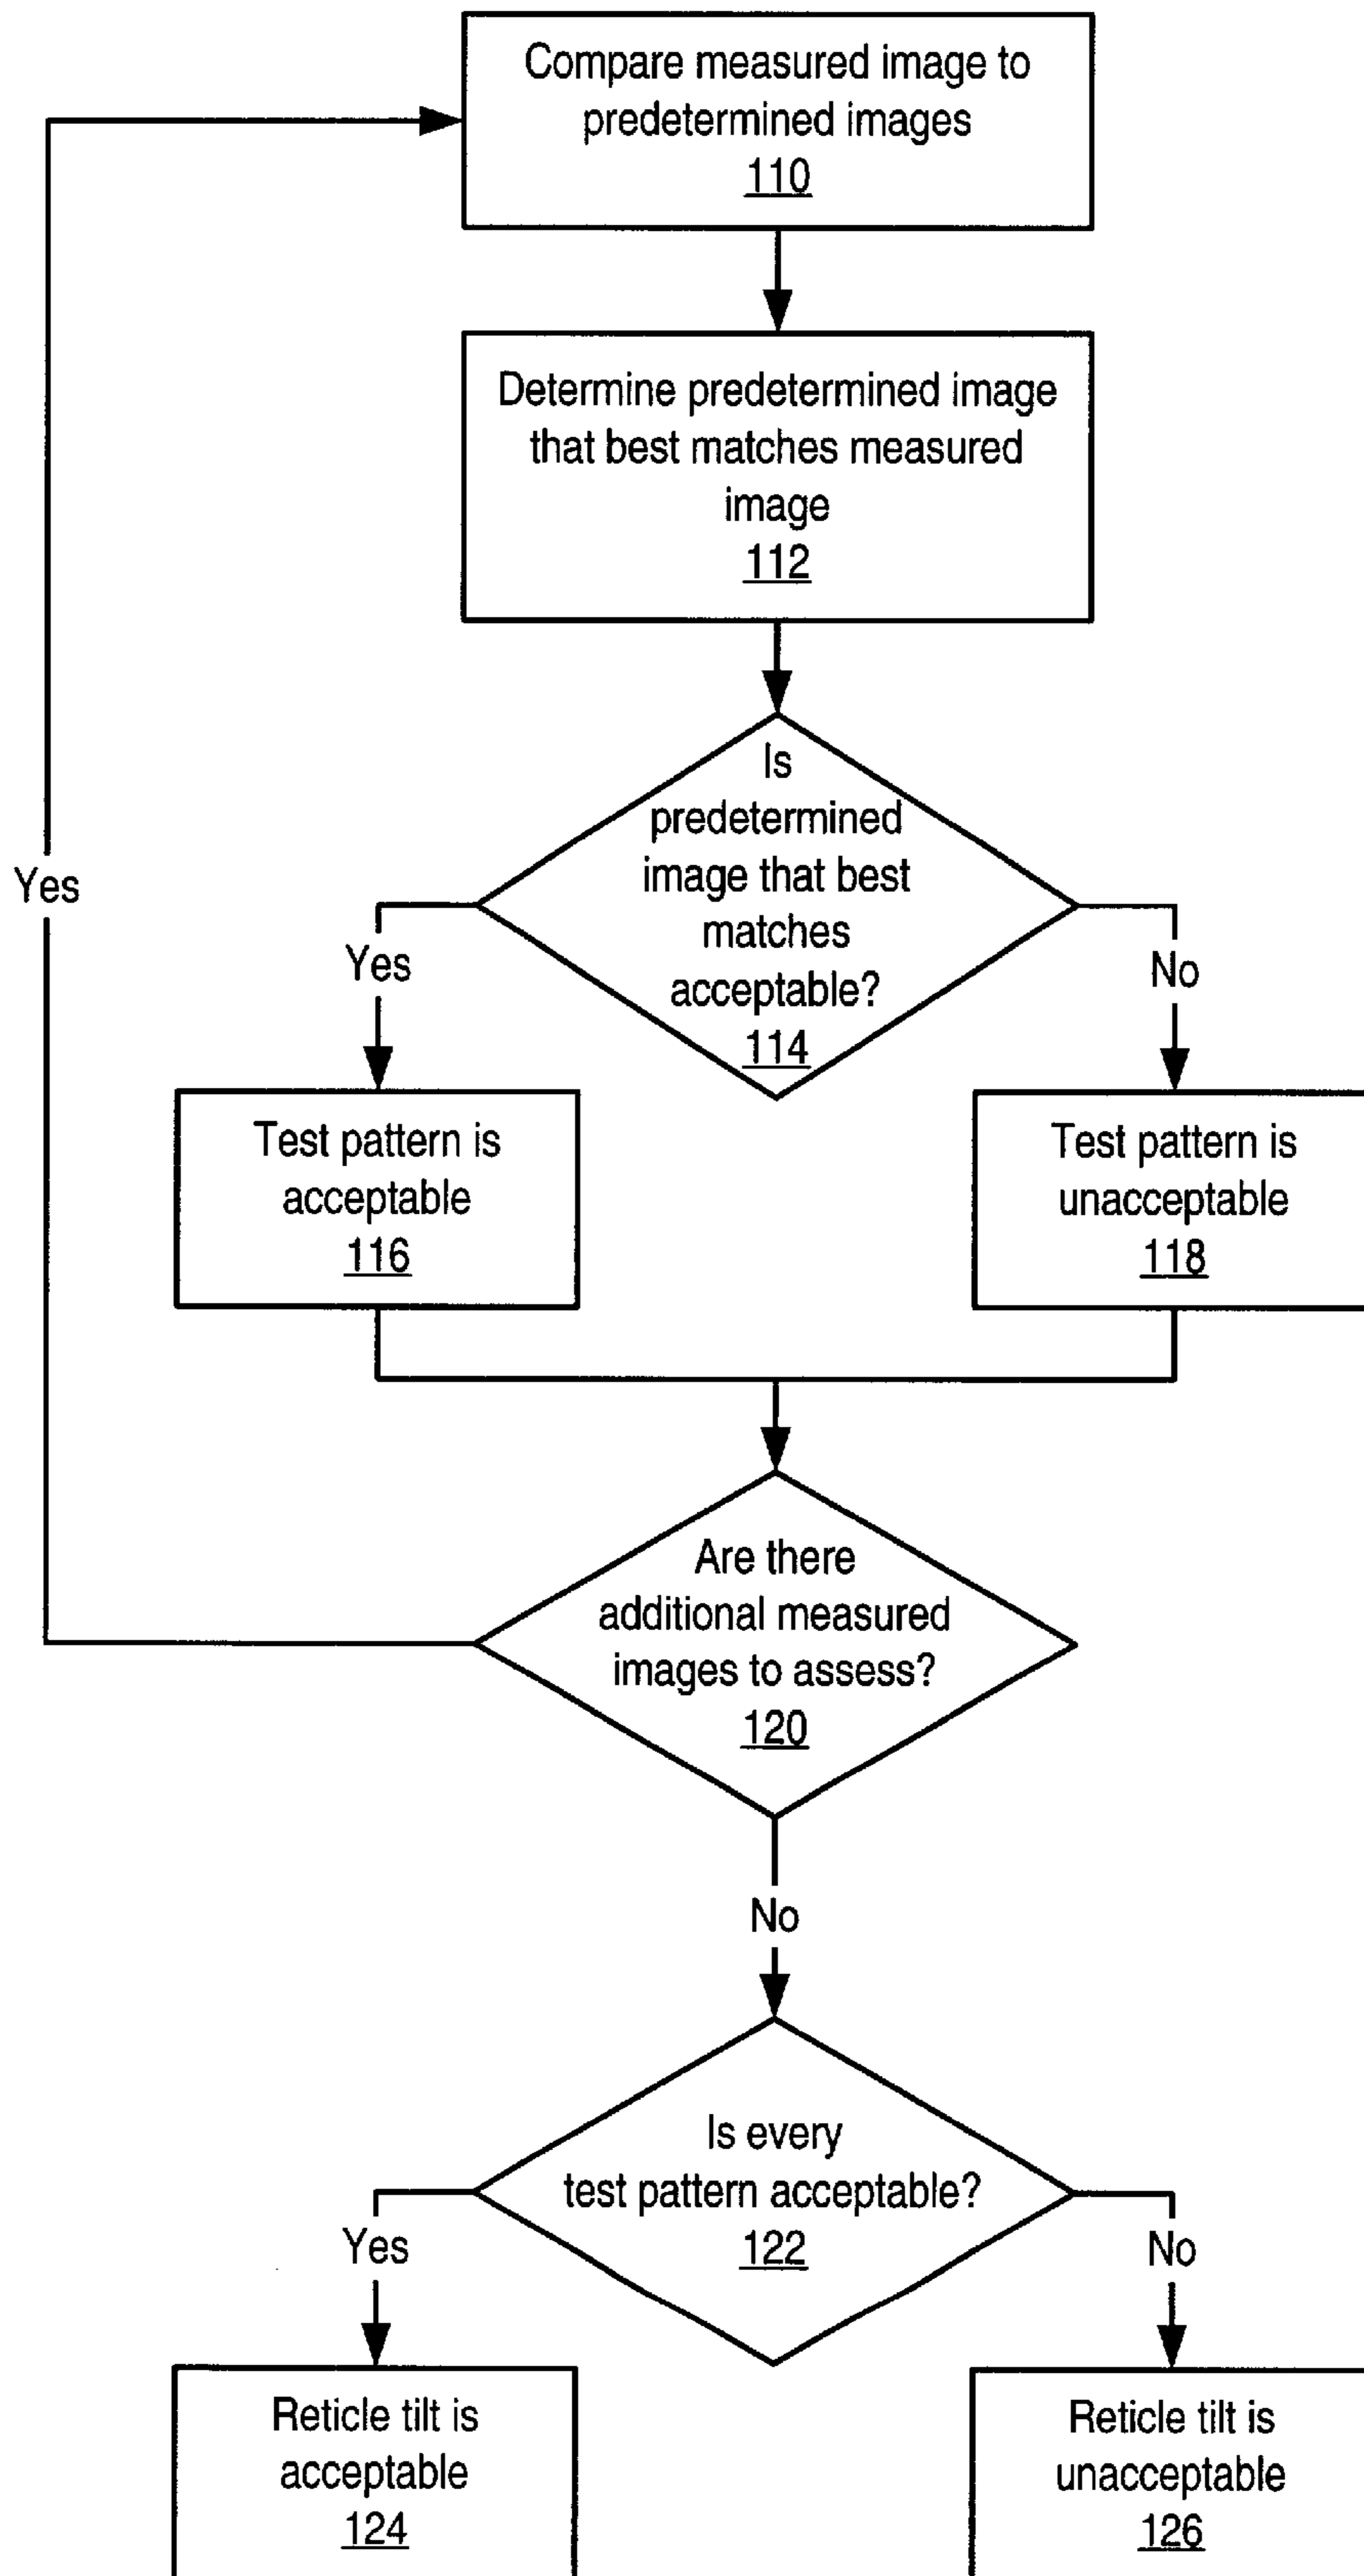 Compare measured image to
predetermined images
110
Determine predetermined image
that best matches measured
image
112
Is
predetermined
image that best
matches
acceptable?
114
Yes
Yes
No
Test pattern is
acceptable
116
Test pattern is
unacceptable
118
Are there
additional measured
images to assess?
120
No
Is every
test pattern acceptable?
122
Yes
No
Reticle tilt is
acceptable
124
Reticle tilt is
unacceptable
126